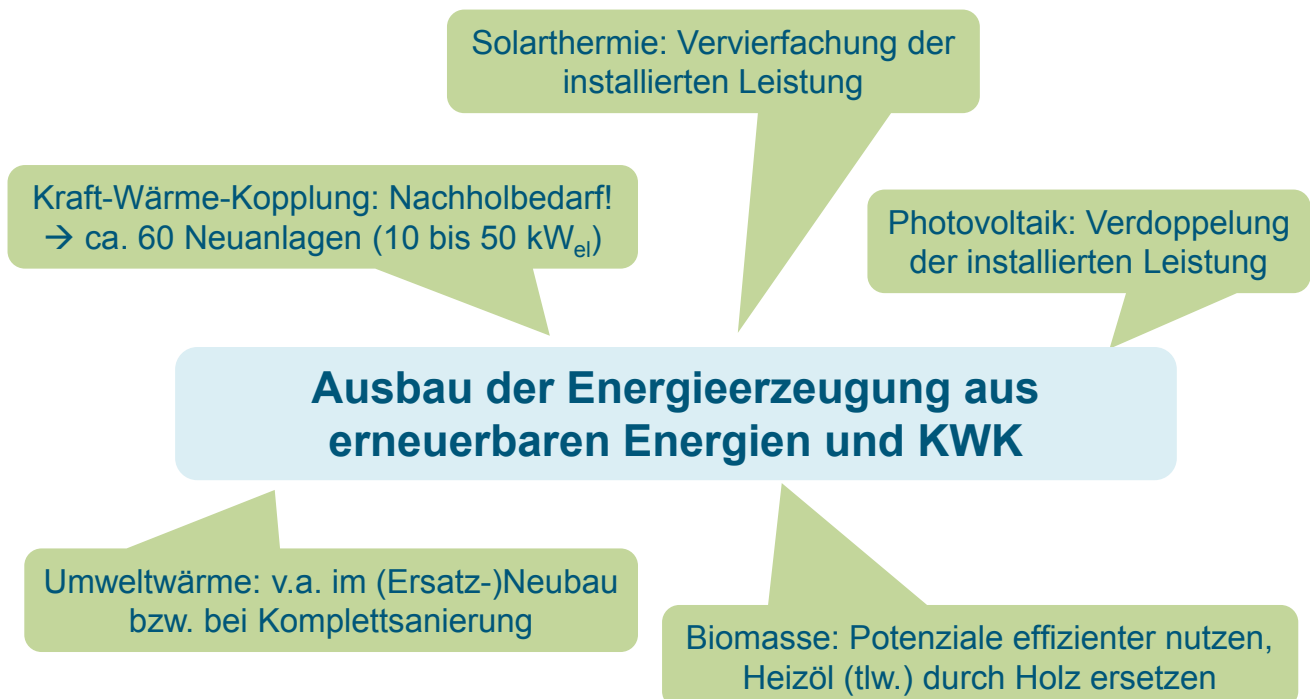 Solarthermie: Vervierfachung der
installierten Leistung
Kraft-Wärme-Kopplung: Nachholbedarf!
→ ca. 60 Neuanlagen (10 bis 50 kWel)
Photovoltaik: Verdoppelung
der installierten Leistung
Ausbau der Energieerzeugung aus
erneuerbaren Energien und KWK
Umweltwärme: v.a. im (Ersatz-)Neubau
bzw. bei Komplettsanierung
Biomasse: Potenziale effizienter nutzen,
Heizöl (tlw.) durch Holz ersetzen